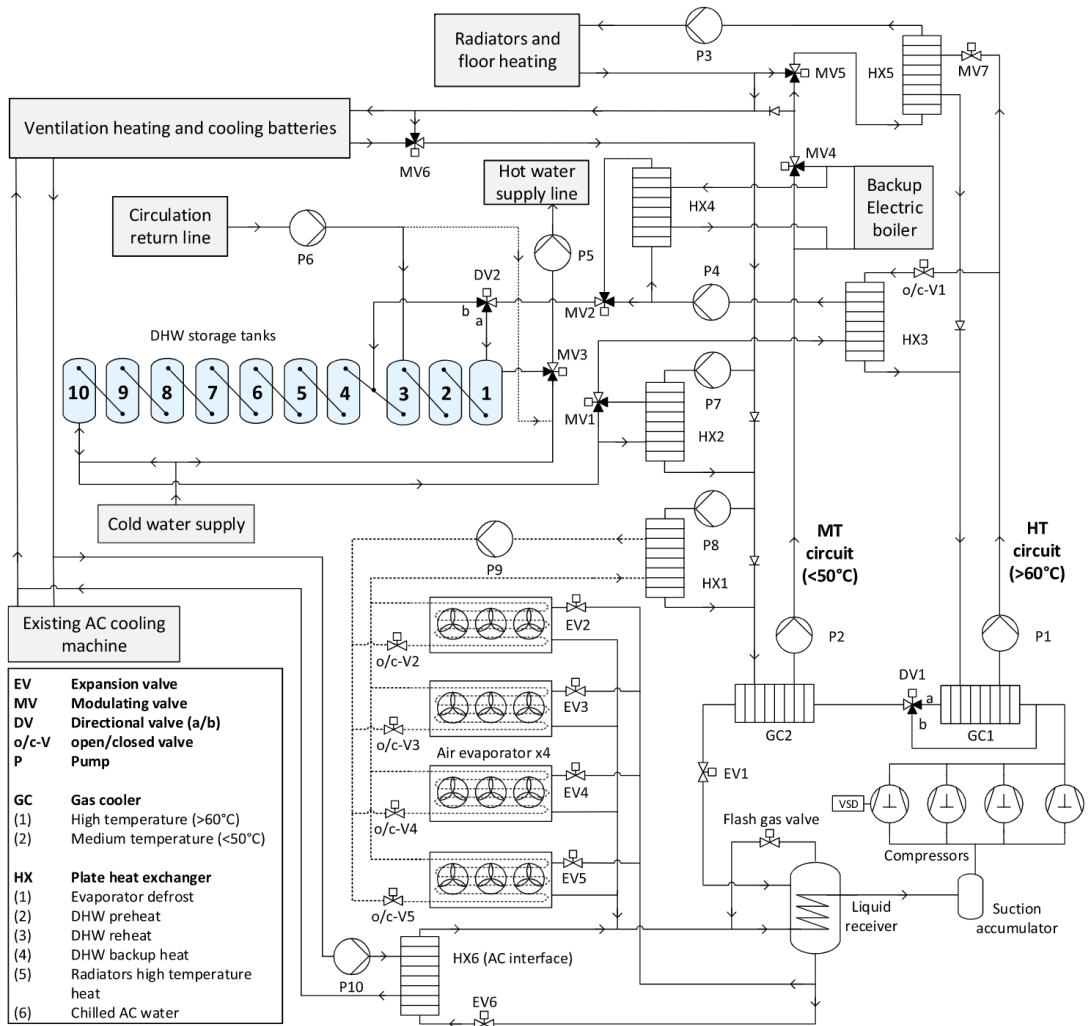 Radiators and
floor heating
P3
HX5
MV7
MV5
Ventilation heating and cooling batteries
MV6
Hot water
supply line
MV4
Backup
Electric
boiler
HX4
Circulation
return line
P6
P5
DV2
b
a
MV2
P4
o/c-V1
HX3
DHW storage tanks
MV3
10
9
8
7
6
5
4
3
2
1
MV1
P7
HX2
Cold water supply
P9
P8
HX1
MT
circuit
(<50°C)
HT
circuit
(>60°C)
Existing AC cooling
machine
EV2
o/c-V2
P2
P1
DV1
a
b
GC2
GC1
EV3
o/c-V3
Air evaporator x4
EV4
o/c-V4
EV1
VSD
Flash gas valve
Compressors
EV5
o/c-V5
Liquid
receiver
Suction
accumulator
HX6 (AC interface)
P10
EV6
EV Expansion valve
MV Modulating valve
DV Directional valve (a/b)
o/c-V open/closed valve
P Pump
GC Gas cooler
(1) High temperature (>60°C)
(2) Medium temperature (<50°C)
HX Plate heat exchanger
(1) Evaporator defrost
(2) DHW preheat
(3) DHW reheat
(4) DHW backup heat
(5) Radiators high temperature
heat
(6) Chilled AC water